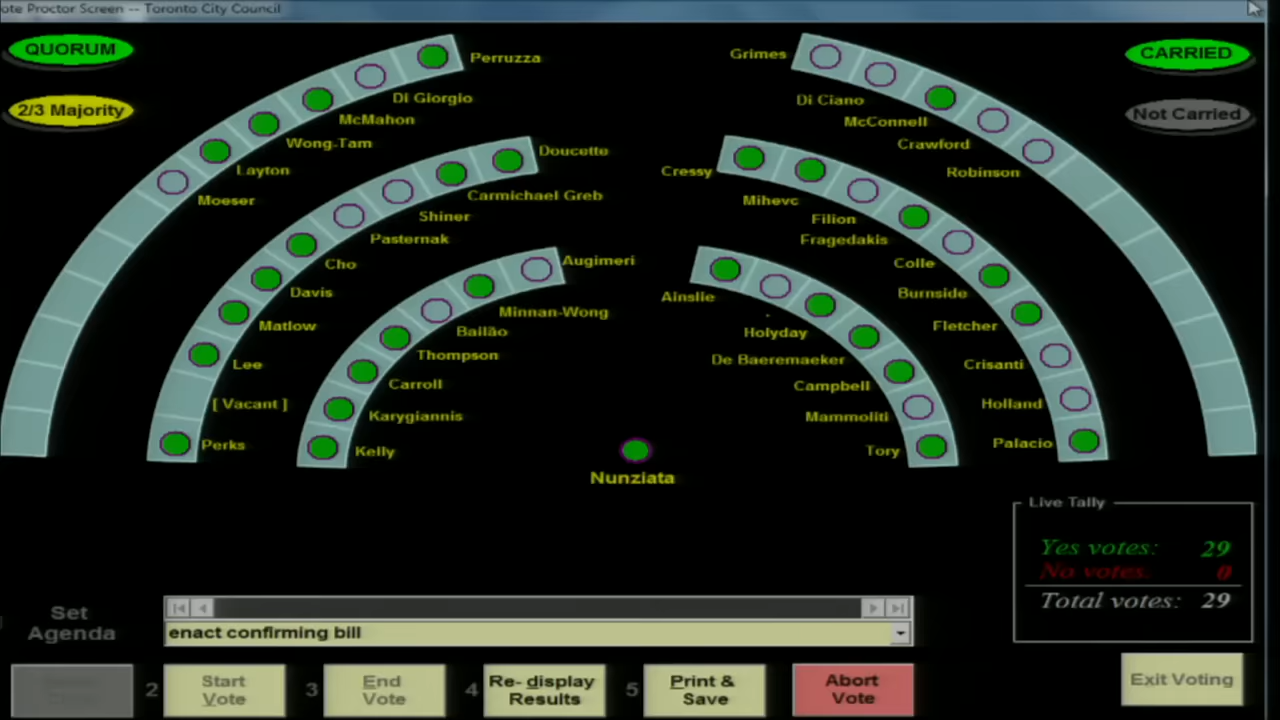 ote Proctor Screen -- Toronto City Council
QUORUM
2/3 Majority
CARRIED
Not Carried
Perruzza
Di Giorgio
McMahon
Wong-Tam
Layton
Moeser
Doucette
Carmichael Greb
Shiner
Pasternak
Cho
Davis
Matlow
Lee
[ Vacant ]
Perks
Augimeri
Minnan-Wong
Bailão
Thompson
Carroll
Karygiannis
Kelly
Grimes
Di Ciano
McConnell
Crawford
Robinson
Cressy
Mihevc
Filion
Fragedakis
Colle
Burnside
Fletcher
Crisanti
Holland
Palacio
Ainslie
Holyday
De Baeremaeker
Campbell
Mammoliti
Tory
Nunziata
Live Tally
Yes votes: 29
No votes: 0
Total votes: 29
Set
Agenda
enact confirming bill
2
Start
Vote
3
End
Vote
4
Re-display
Results
5
Print &
Save
Abort
Vote
Exit Voting